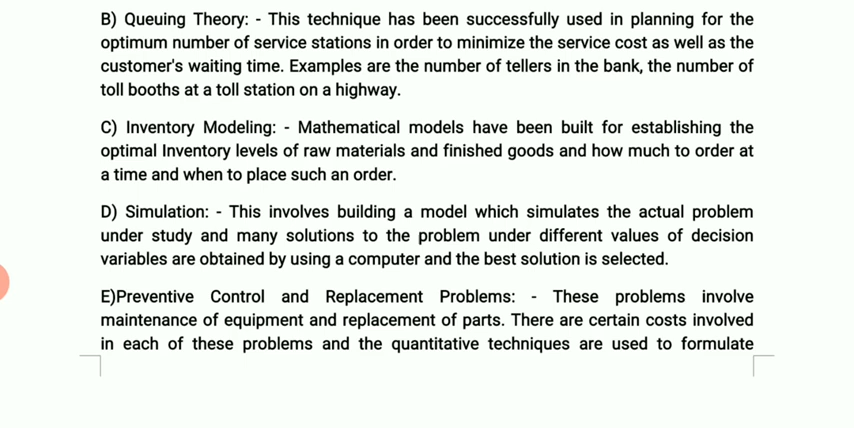 B) Queuing Theory: - This technique has been successfully used in planning for the
optimum number of service stations in order to minimize the service cost as well as the
customer's waiting time. Examples are the number of tellers in the bank, the number of
toll booths at a toll station on a highway.
C) Inventory Modeling: - Mathematical models have been built for establishing the
optimal Inventory levels of raw materials and finished goods and how much to order at
a time and when to place such an order.
D) Simulation: - This involves building a model which simulates the actual problem
under study and many solutions to the problem under different values of decision
variables are obtained by using a computer and the best solution is selected.
E)Preventive Control and Replacement Problems: - These problems involve
maintenance of equipment and replacement of parts. There are certain costs involved
in each of these problems and the quantitative techniques are used to formulate